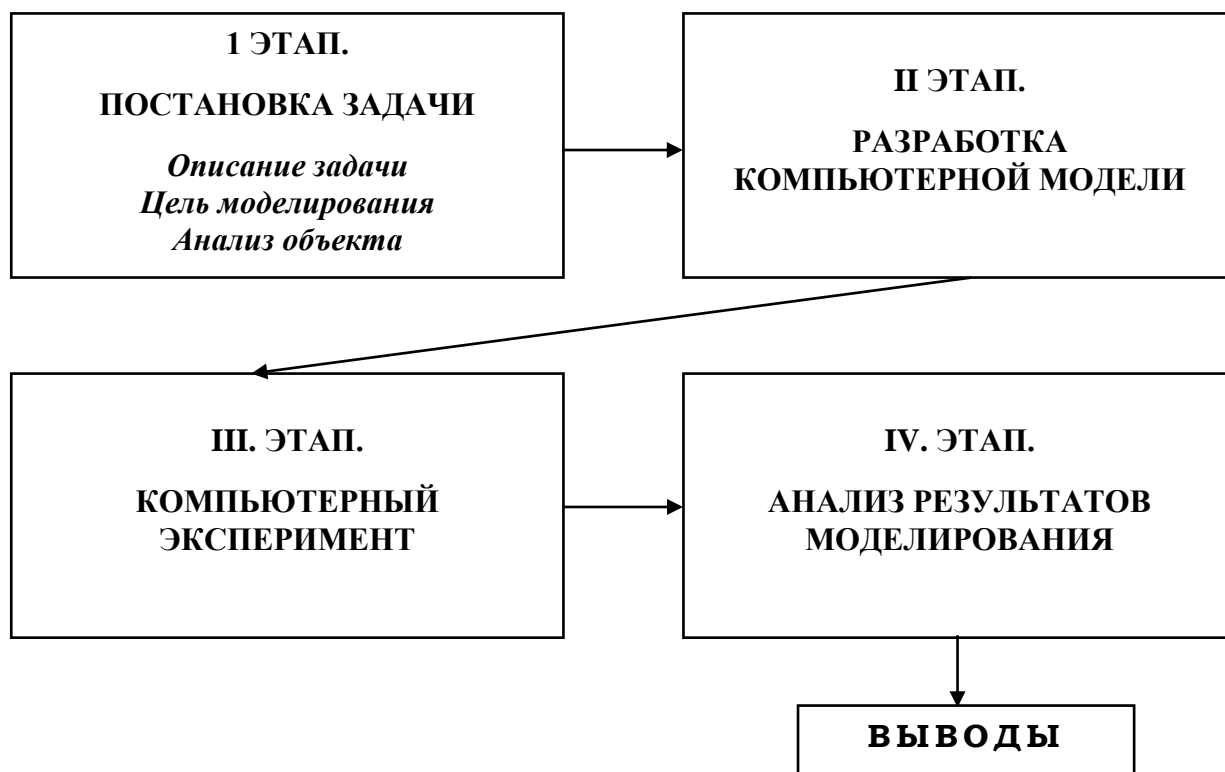 1 ЭТАП.
ПОСТАНОВКА ЗАДАЧИ
Описание задачи
Цель моделирования
Анализ объекта
II ЭТАП.
РАЗРАБОТКА
КОМПЬЮТЕРНОЙ МОДЕЛИ
III. ЭТАП.
КОМПЬЮТЕРНЫЙ
ЭКСПЕРИМЕНТ
IV. ЭТАП.
АНАЛИЗ РЕЗУЛЬТАТОВ
МОДЕЛИРОВАНИЯ
ВЫВОДЫ